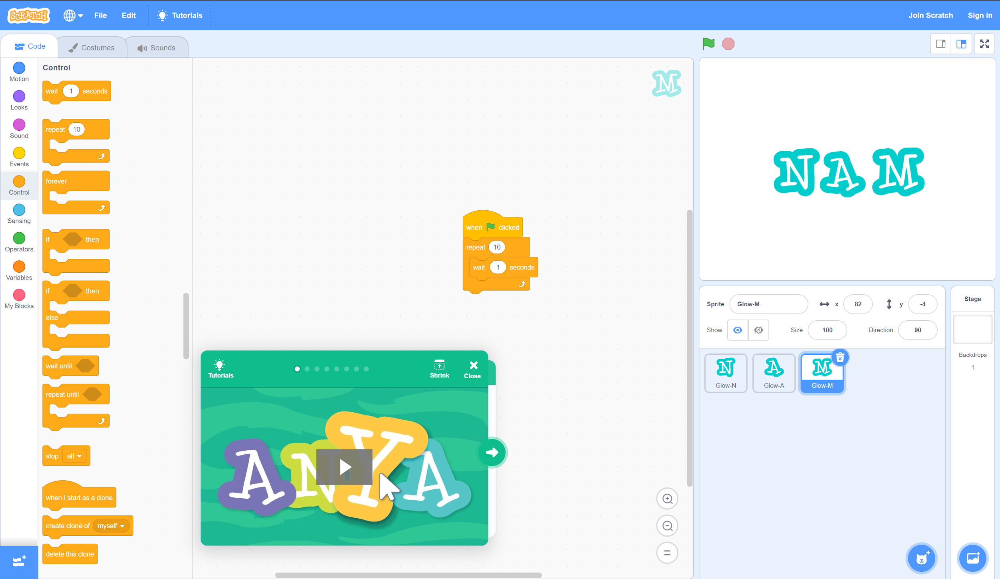 SCRATCH File Edit Tutorials Join Scratch Sign in
Code Costumes Sounds
Motion
Looks
Sound
Events
Control
Sensing
Operators
Variables
My Blocks
Control
wait 1 seconds
repeat 10
forever
if then
if then
else
wait until
repeat until
stop all
when I start as a clone
create clone of myself
delete this clone
M
when clicked
repeat 10
wait 1 seconds
Tutorials Shrink Close
A N Y A
N A M
Sprite Glow-M x 82 y -4
Show Size 100 Direction 90
N A M
Glow-N Glow-A Glow-M
Stage
Backdrops
1